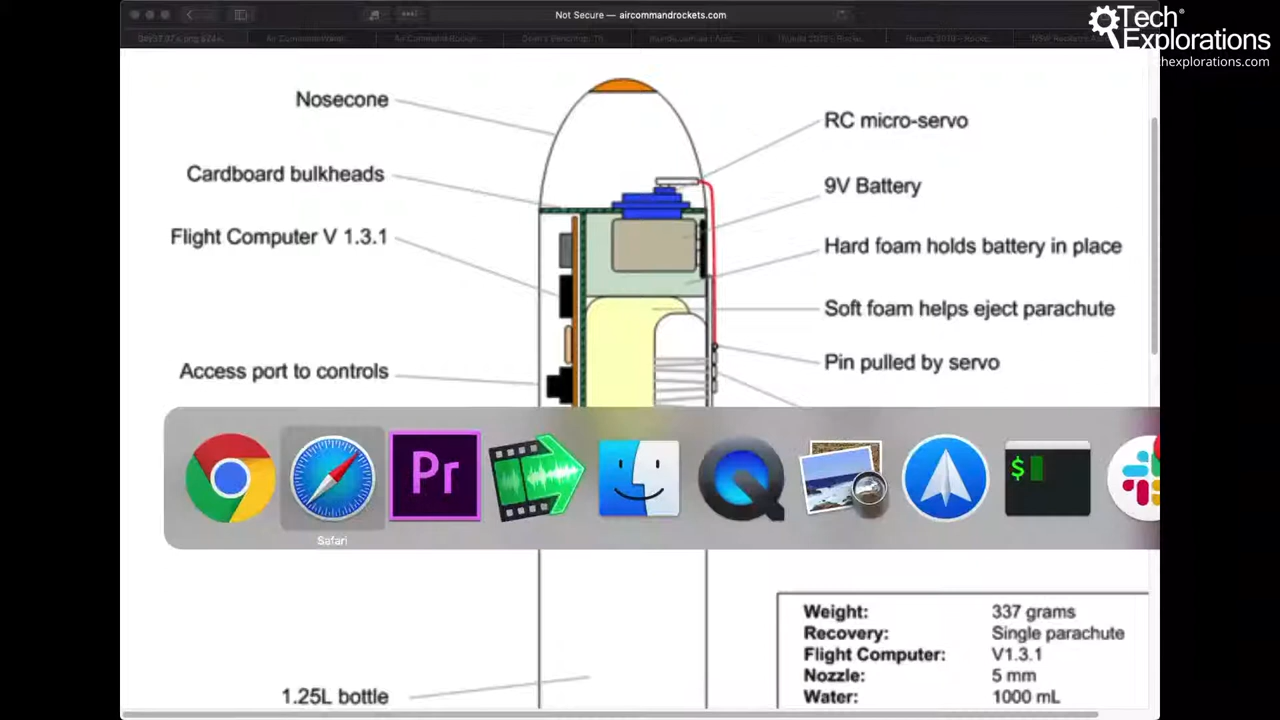 Not Secure — aircommandrockets.com
Tech
Explorations
techexplorations.com
Nosecone
RC micro-servo
Cardboard bulkheads
9V Battery
Flight Computer V 1.3.1
Hard foam holds battery in place
Soft foam helps eject parachute
Pin pulled by servo
Access port to controls
Pr
$
Safari
Weight: 337 grams
Recovery: Single parachute
Flight Computer: V1.3.1
Nozzle: 5 mm
Water: 1000 mL
1.25L bottle